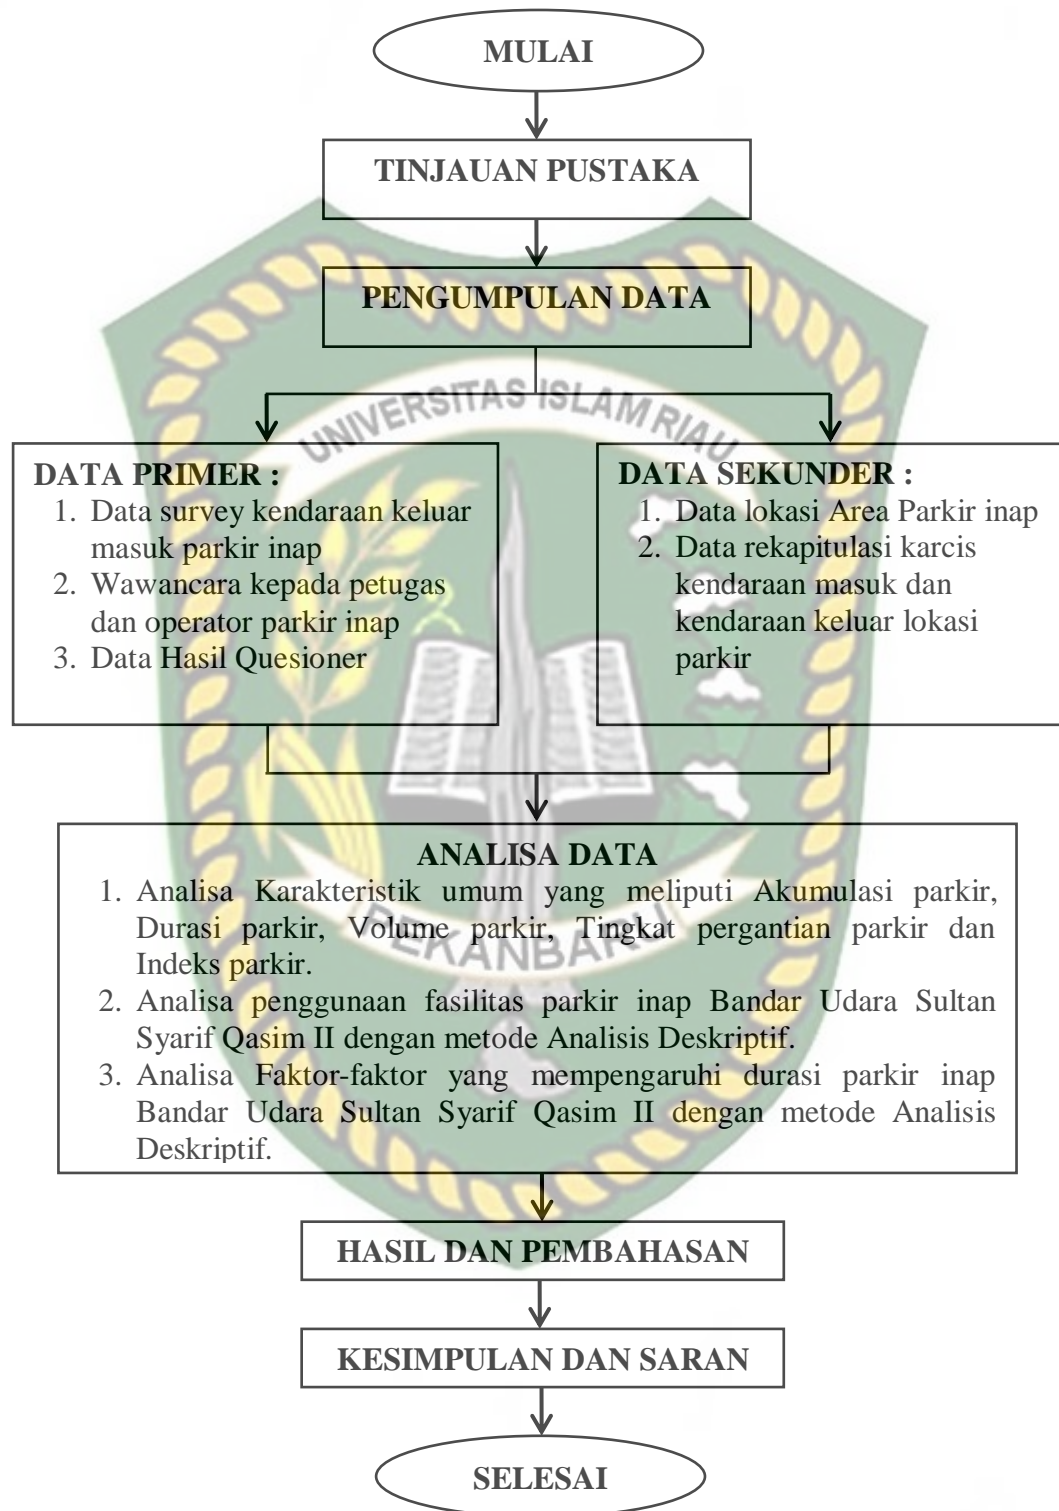 MULAI
TINJAUAN PUSTAKA
PENGUMPULAN DATA
UNIVERSITAS ISLAM RIAU
DATA PRIMER :
1. Data survey kendaraan keluar
masuk parkir inap
2. Wawancara kepada petugas
dan operator parkir inap
3. Data Hasil Quesioner
DATA SEKUNDER :
1. Data lokasi Area Parkir inap
2. Data rekapitulasi karcis
kendaraan masuk dan
kendaraan keluar lokasi
parkir
ANALISA DATA
1. Analisa Karakteristik umum yang meliputi Akumulasi parkir,
Durasi parkir, Volume parkir, Tingkat pergantian parkir dan
Indeks parkir.
2. Analisa penggunaan fasilitas parkir inap Bandar Udara Sultan
Syarif Qasim II dengan metode Analisis Deskriptif.
3. Analisa Faktor-faktor yang mempengaruhi durasi parkir inap
Bandar Udara Sultan Syarif Qasim II dengan metode Analisis
Deskriptif.
PEKANBARU
HASIL DAN PEMBAHASAN
KESIMPULAN DAN SARAN
SELESAI